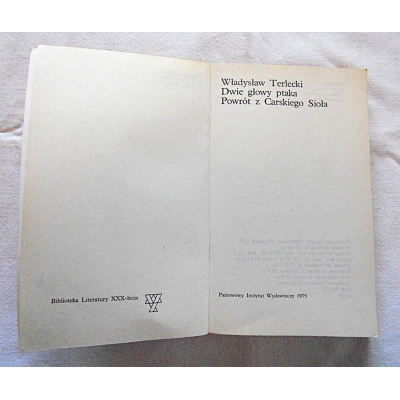 Biblioteka Literatury XXX-lecia
Władysław Terlecki
Dwie głowy ptaka
Powrót z Carskiego Sioła
Państwowy Instytut Wydawniczy 1975